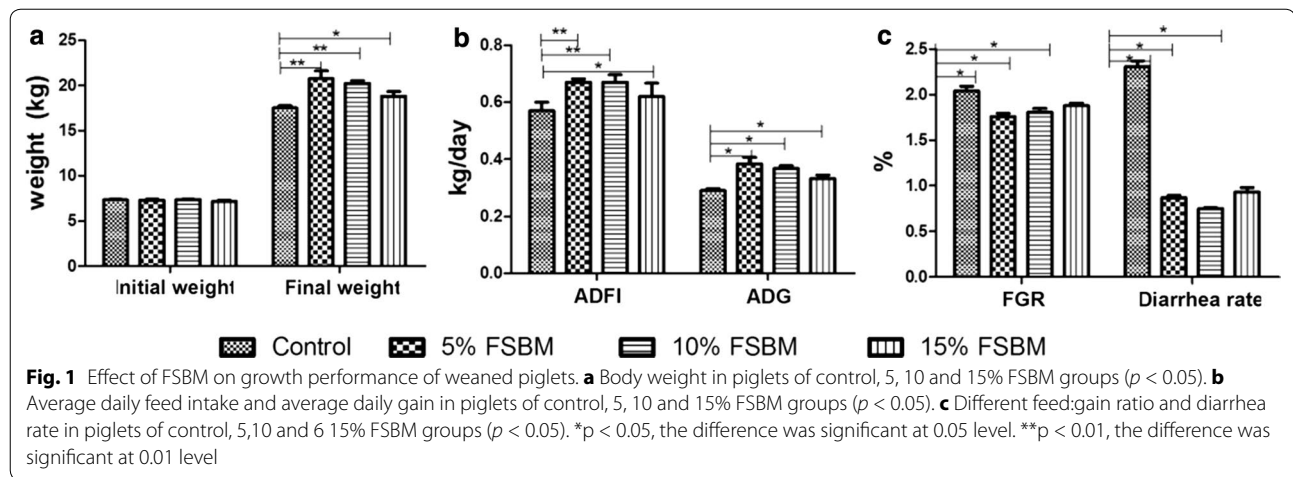 a
b
c
25
20
15
10
5
0
weight (kg)
**
**
*
Initial weight
Final weight
0.8
0.6
0.4
0.2
0.0
kg/day
**
**
*
*
*
*
ADFI
ADG
2.5
2.0
1.5
1.0
0.5
0.0
%
*
*
*
*
*
*
FGR
Diarrhea rate
Control
5% FSBM
10% FSBM
15% FSBM
Fig. 1 Effect of FSBM on growth performance of weaned piglets. a Body weight in piglets of control, 5, 10 and 15% FSBM groups (p < 0.05). b
Average daily feed intake and average daily gain in piglets of control, 5, 10 and 15% FSBM groups (p < 0.05). c Different feed:gain ratio and diarrhea
rate in piglets of control, 5,10 and 6 15% FSBM groups (p < 0.05). *p < 0.05, the difference was significant at 0.05 level. **p < 0.01, the difference was
significant at 0.01 level